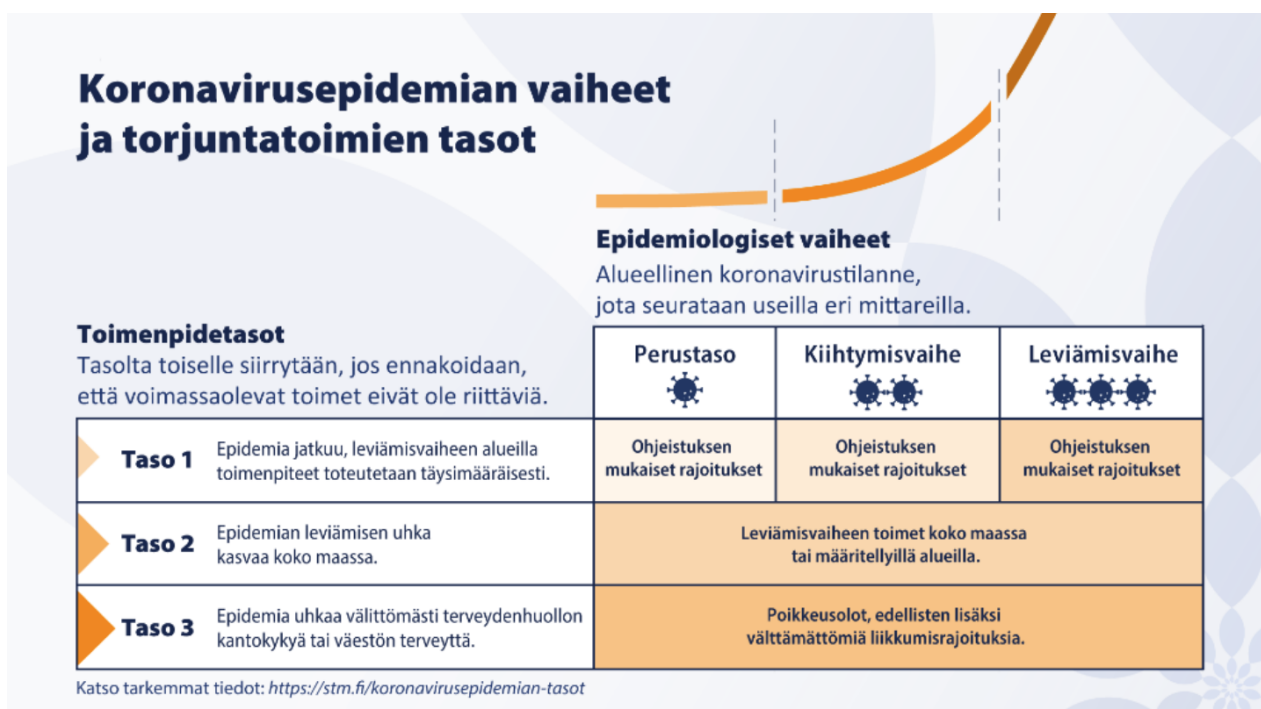 Koronavirusepidemian vaiheet
ja torjuntatoimien tasot
Epidemiologiset vaiheet
Alueellinen koronavirustilanne,
jota seurataan useilla eri mittareilla.
Toimenpidetasot
Tasolta toiselle siirrytään, jos ennakoidaan,
että voimassaolevat toimet eivät ole riittäviä.
Perustaso
Kiihtymisvaihe
Leviämisvaihe
Taso 1
Epidemia jatkuu, leviämisvaiheen alueilla
toimenpiteet toteutetaan täysimääräisesti.
Ohjeistuksen
mukaiset rajoitukset
Ohjeistuksen
mukaiset rajoitukset
Ohjeistuksen
mukaiset rajoitukset
Taso 2
Epidemian leviämisen uhka
kasvaa koko maassa.
Leviämisvaiheen toimet koko maassa
tai määritellyillä alueilla.
Taso 3
Epidemia uhkaa välittömästi terveydenhuollon
kantokykyä tai väestön terveyttä.
Poikkeusolot, edellisten lisäksi
välttämättömiä liikkumisrajoituksia.
Katso tarkemmat tiedot: https://stm.fi/koronavirusepidemian-tasot